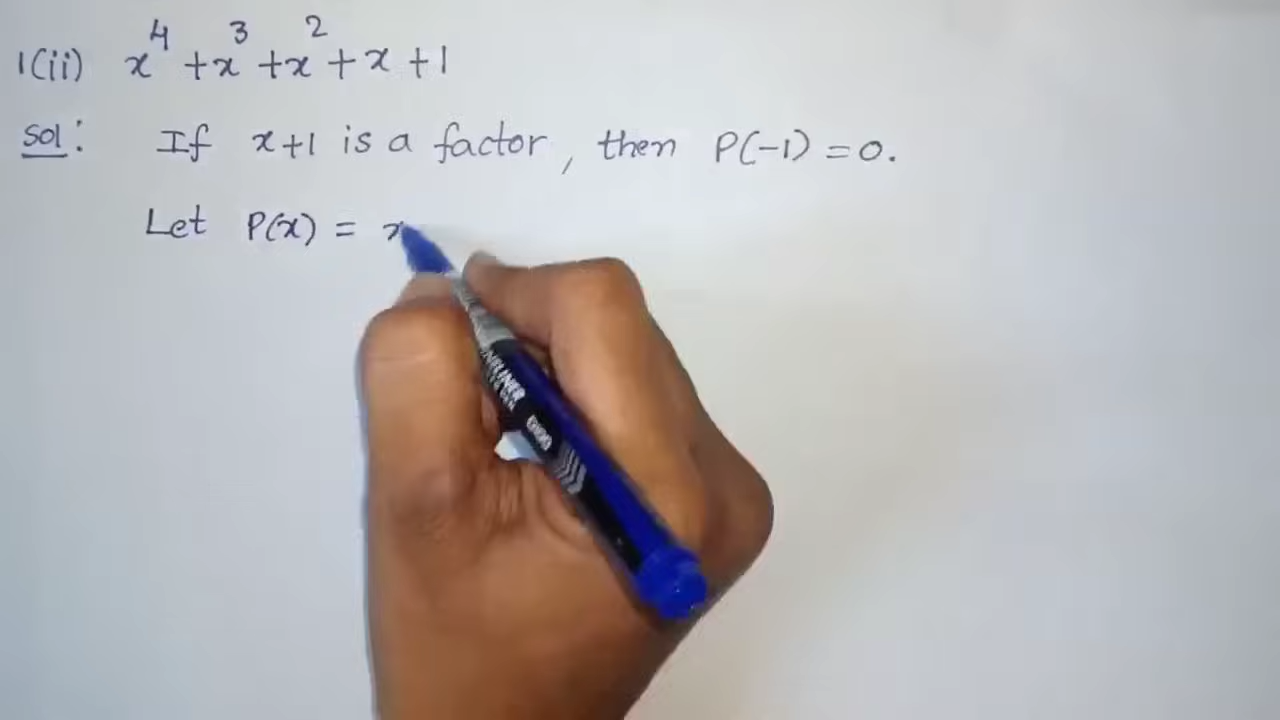 1(ii) x⁴ + x³ + x² + x + 1
Sol: If x+1 is a factor, then P(-1) = 0.
Let P(x) = x